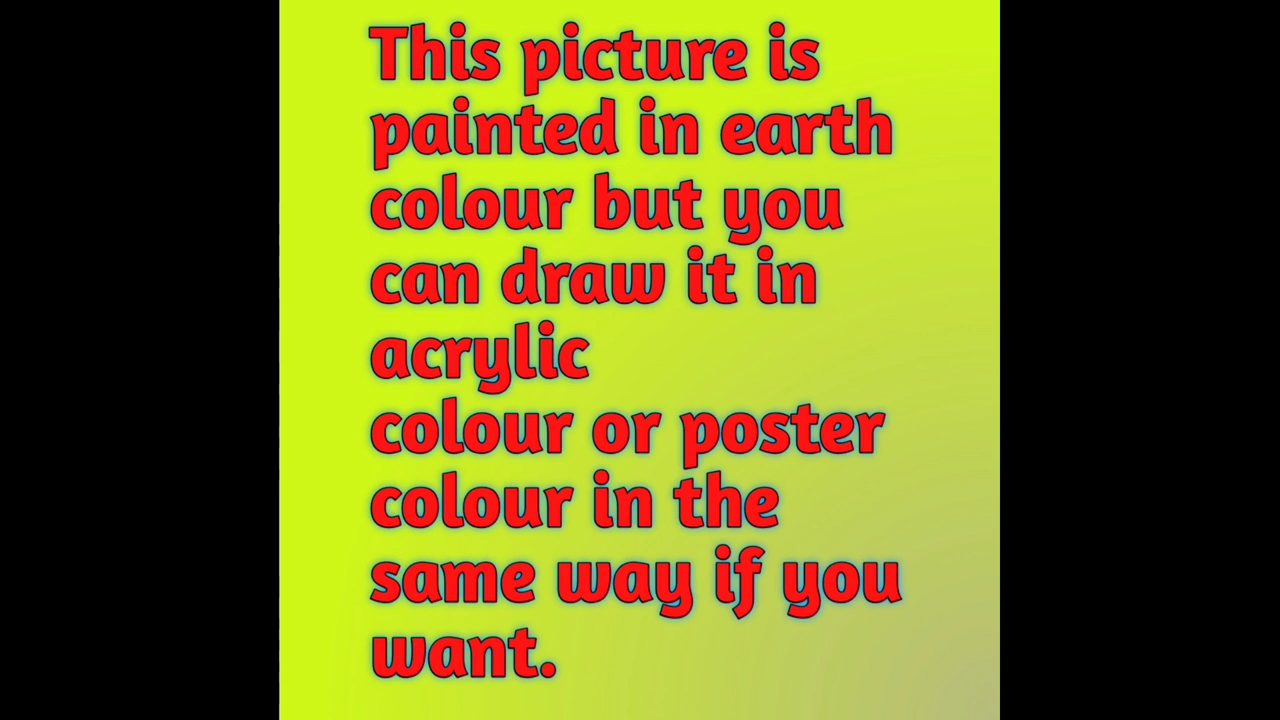 This picture is
painted in earth
colour but you
can draw it in
acrylic
colour or poster
colour in the
same way if you
want.